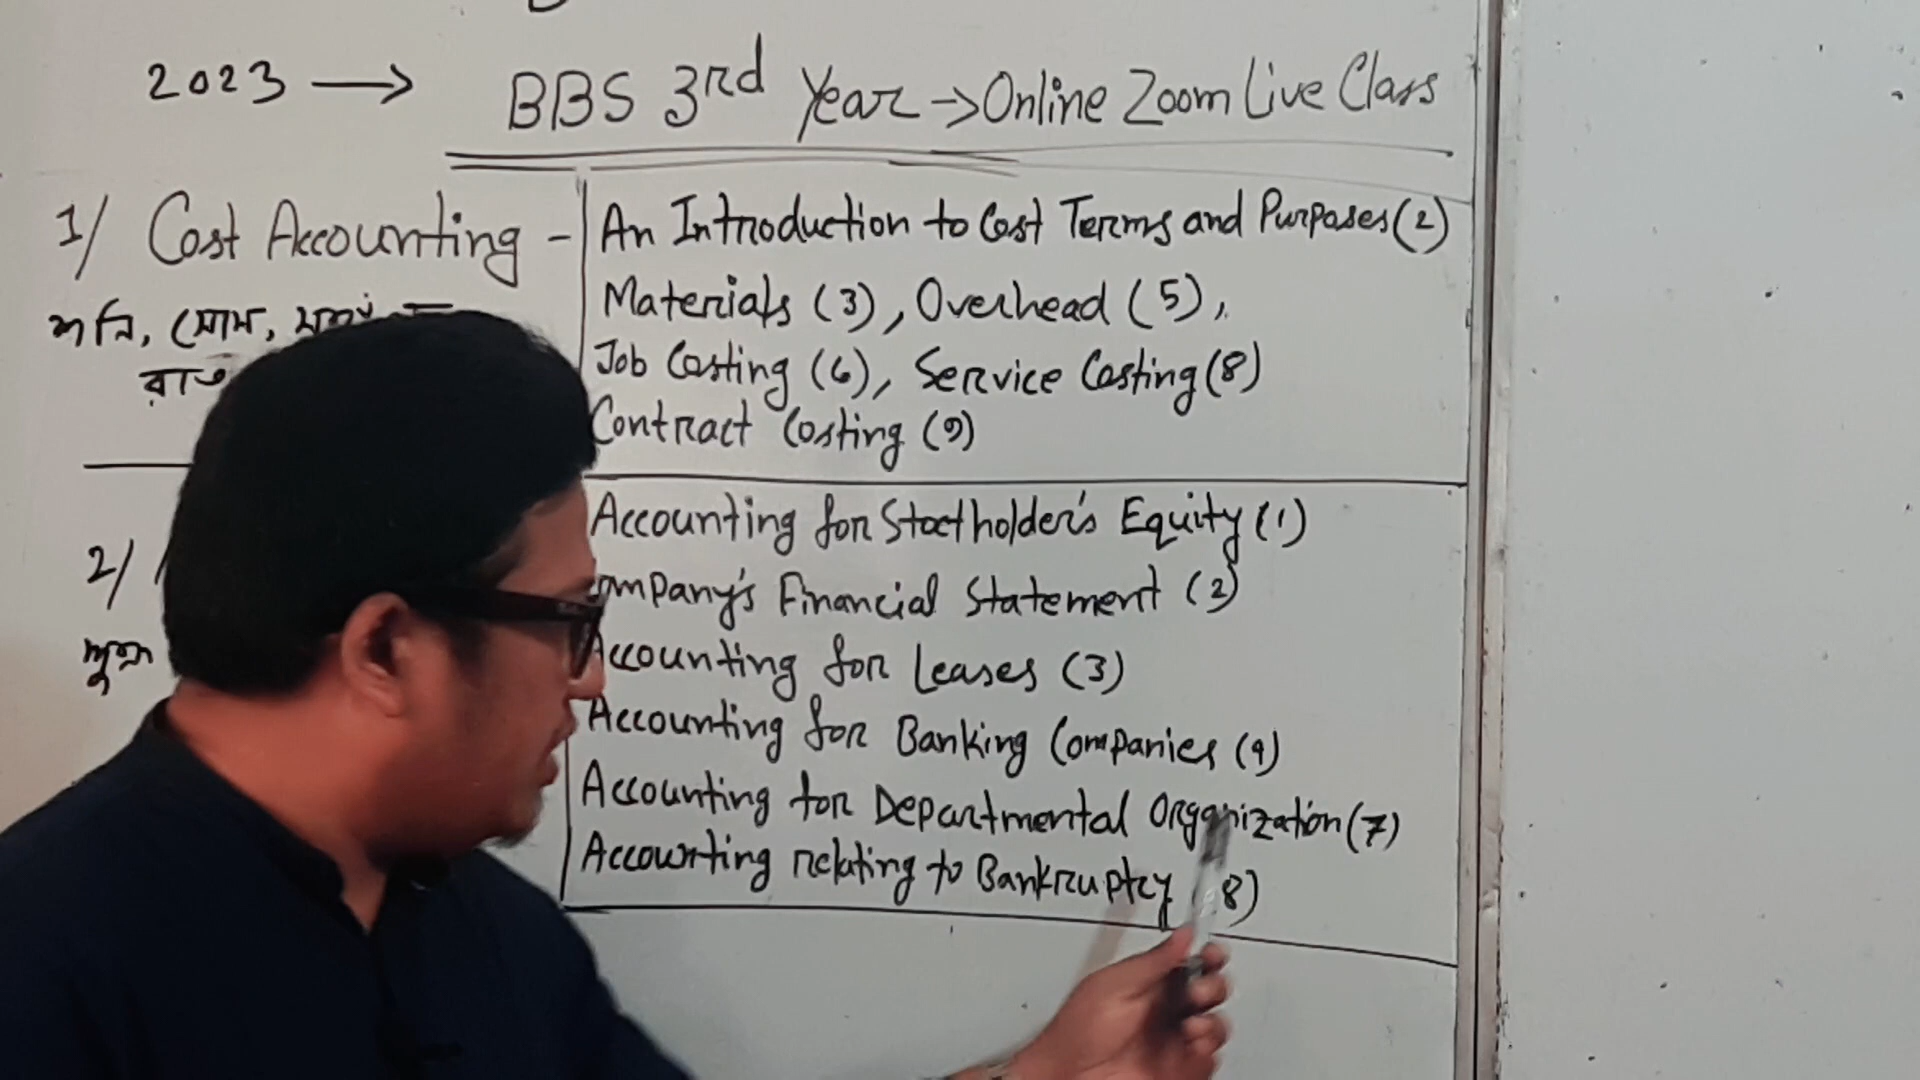 2023 → BBS 3rd Year → Online Zoom Live Class
1/ Cost Accounting - An Introduction to Cost Terms and Purposes (2)
শনি, সোম,
Materials (3), Overhead (5),
রাত
Job Costing (6), Service Costing (8)
Contract Costing (9)
2/
Accounting for Stockholder's Equity (1)
ompany's Financial Statement (2)
Accounting for Leases (3)
Accounting for Banking Companies (4)
Accounting for Departmental Organization (7)
Accounting relating to Bankruptcy (8)